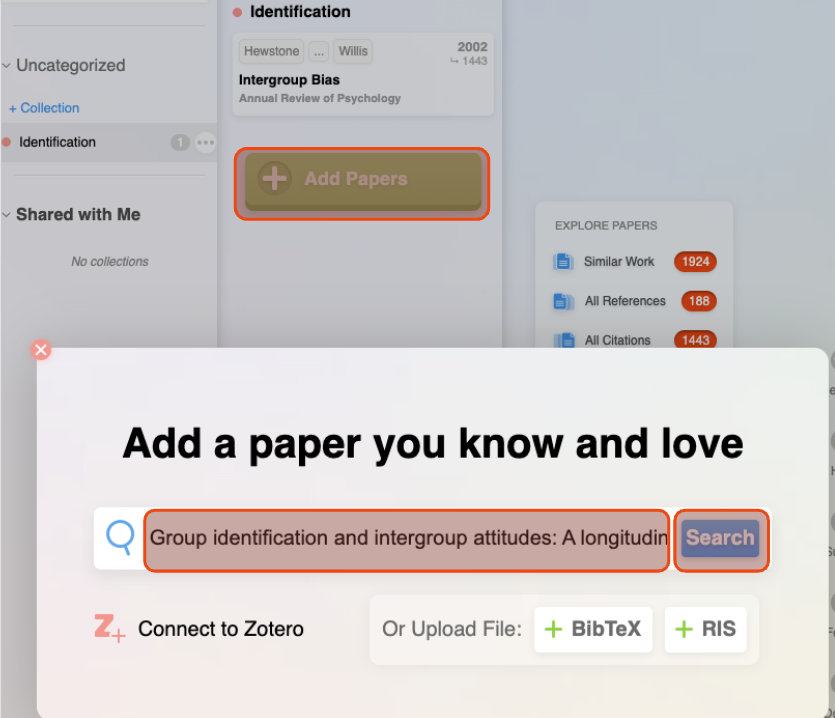 Identification
Hewstone ... Willis 2002
↪ 1443
Intergroup Bias
Annual Review of Psychology
Uncategorized
+ Collection
Identification 1 •••
+ Add Papers
Shared with Me
No collections
EXPLORE PAPERS
Similar Work 1924
All References 188
All Citations 1443
Add a paper you know and love
Group identification and intergroup attitudes: A longitudin Search
Z+ Connect to Zotero Or Upload File: + BibTeX + RIS